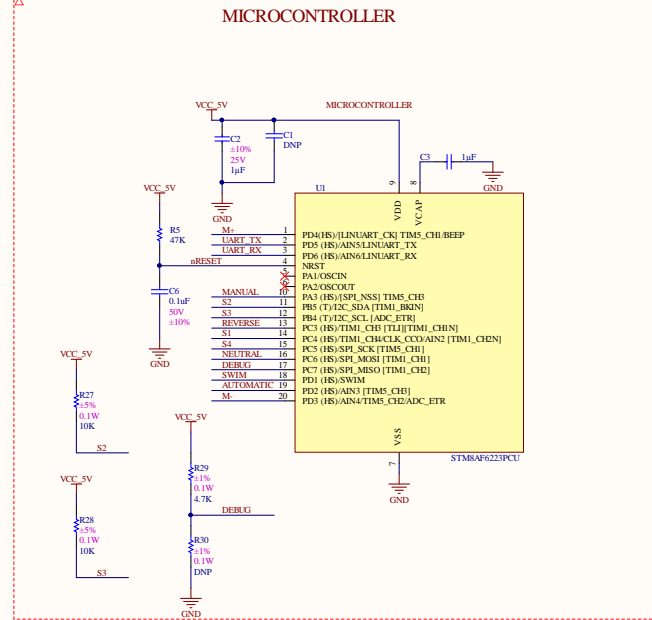 MICROCONTROLLER
VCC_5V
MICROCONTROLLER
C2
±10%
25V
1µF
C1
DNP
C3
1µF
GND
9
8
VCC_5V
GND
U1
VDD
VCAP
R5
47K
M+ 1 PD4(HS)/[LINUART_CK] TIM5_CH1/BEEP
UART_TX 2 PD5 (HS)/AIN5/LINUART_TX
UART_RX 3 PD6 (HS)/AIN6/LINUART_RX
nRESET 4 NRST
5 PA1/OSCIN
PA2/OSCOUT
MANUAL 10 PA3 (HS)/[SPI_NSS] TIM5_CH3
S2 11 PB5 (T)/I2C_SDA [TIM1_BKIN]
S3 12 PB4 (T)/I2C_SCL [ADC_ETR]
REVERSE 13 PC3 (HS)/TIM1_CH3 [TLI][TIM1_CH1N]
S1 14 PC4 (HS)/TIM1_CH4/CLK_CCO/AIN2 [TIM1_CH2N]
S4 15 PC5 (HS)/SPI_SCK [TIM5_CH1]
NEUTRAL 16 PC6 (HS)/SPI_MOSI [TIM1_CH1]
DEBUG 17 PC7 (HS)/SPI_MISO [TIM1_CH2]
SWIM 18 PD1 (HS)/SWIM
AUTOMATIC 19 PD2 (HS)/AIN3 [TIM5_CH3]
M- 20 PD3 (HS)/AIN4/TIM5_CH2/ADC_ETR
C6
0.1uF
50V
±10%
GND
VSS
7
STM8AF6223PCU
GND
VCC_5V
R27
±5%
0.1W
10K
S2
VCC_5V
R28
±5%
0.1W
10K
S3
VCC_5V
R29
±1%
0.1W
4.7K
DEBUG
R30
±1%
0.1W
DNP
GND